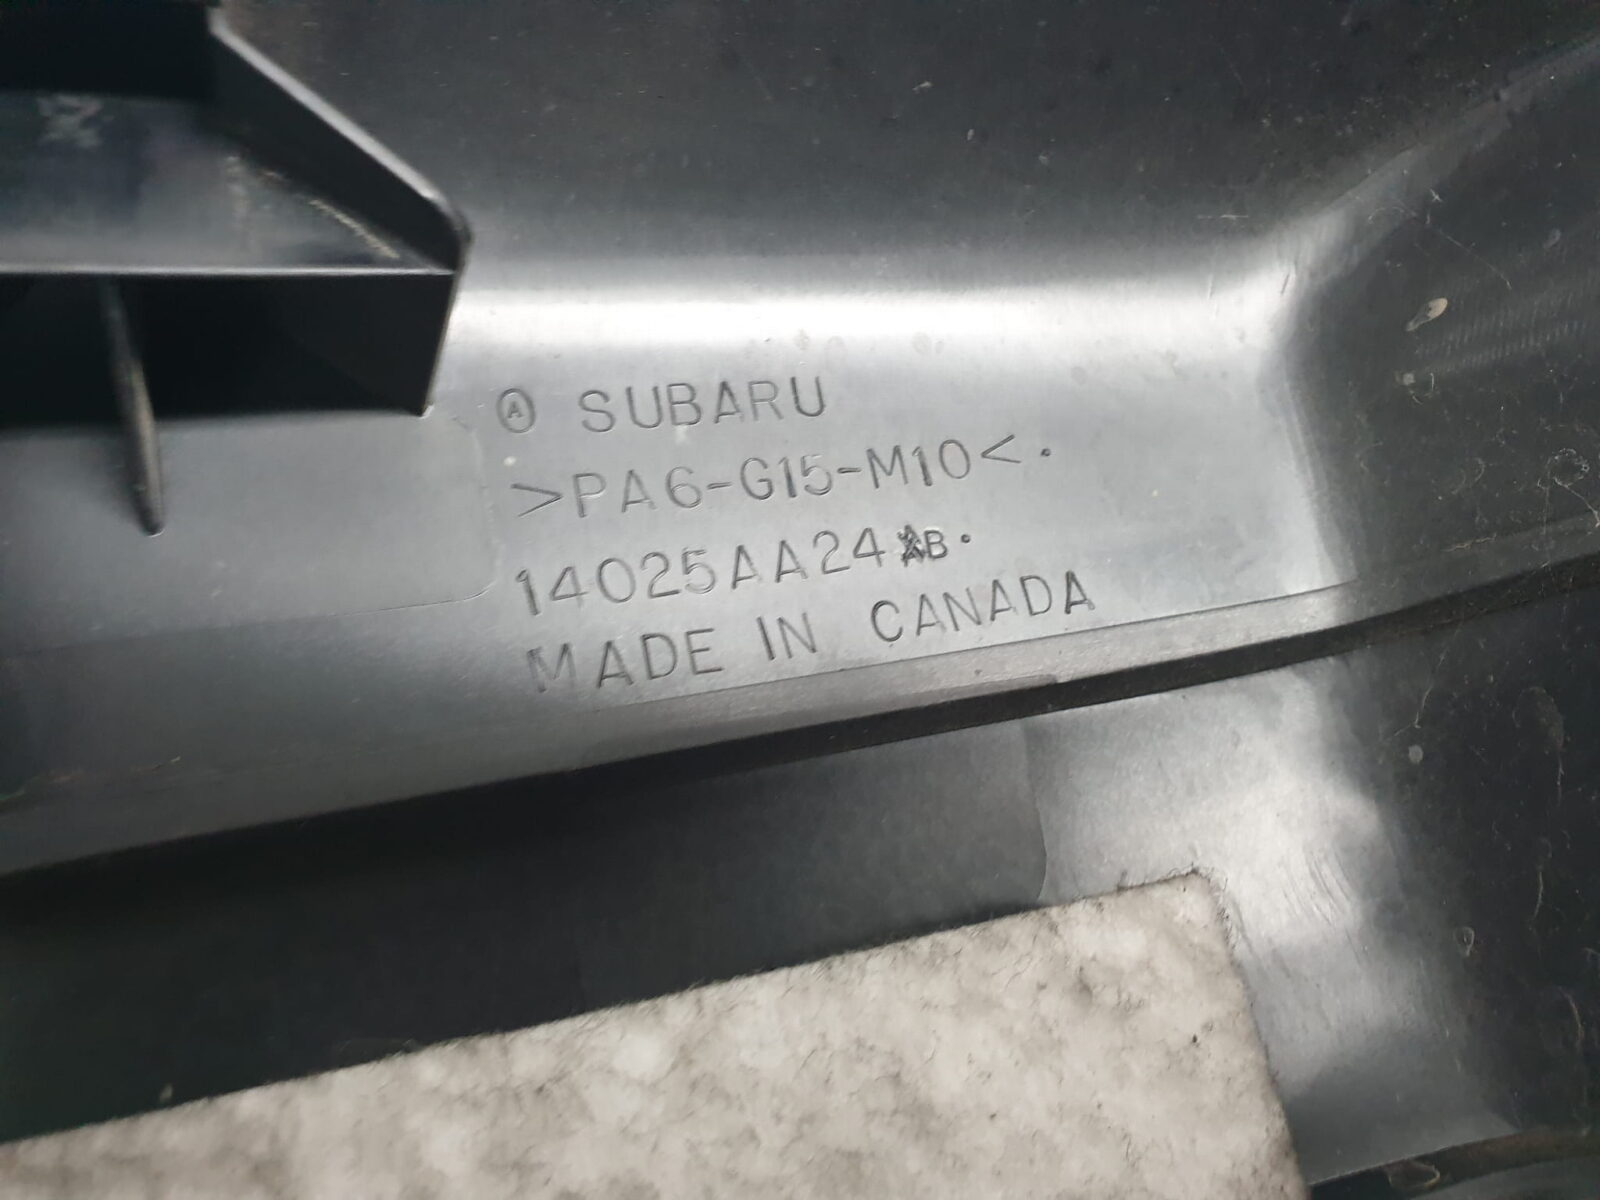 Ⓐ SUBARU
>PA6-G15-M10<.
14025AA24 B.
MADE IN CANADA